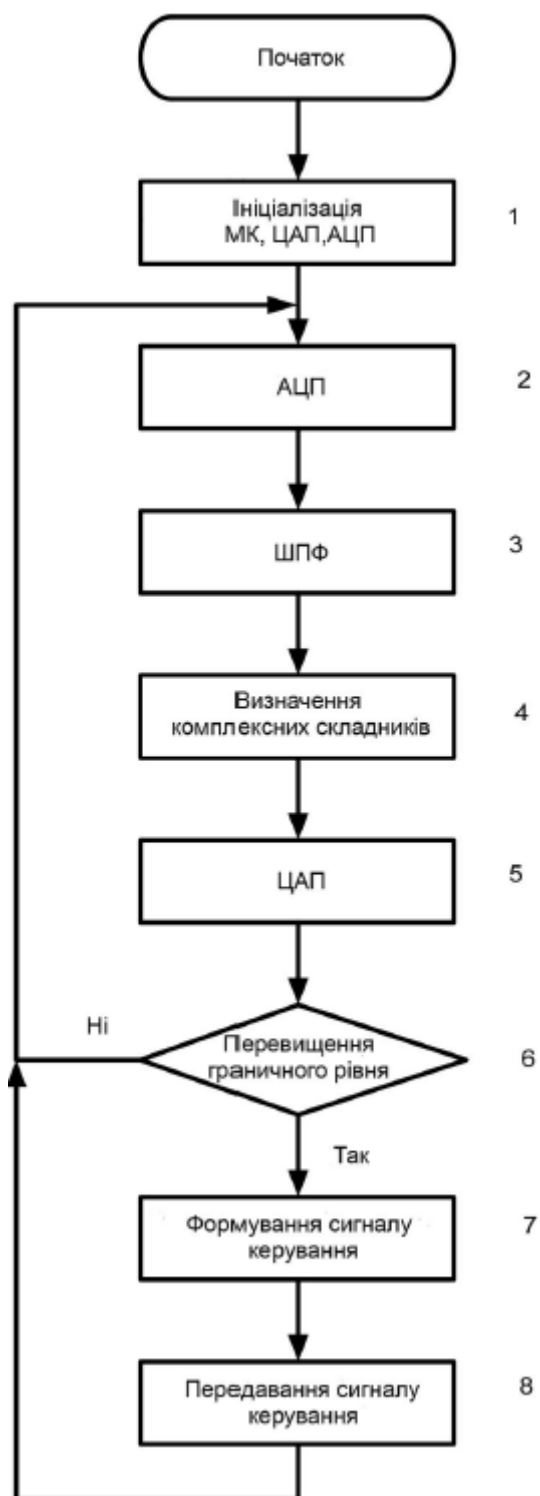 Початок
Ініціалізація
МК, ЦАП,АЦП
1
АЦП
2
ШПФ
3
Визначення
комплексних складників
4
ЦАП
5
Ні
Перевищення
граничного рівня
6
Так
Формування сигналу
керування
7
Передавання сигналу
керування
8